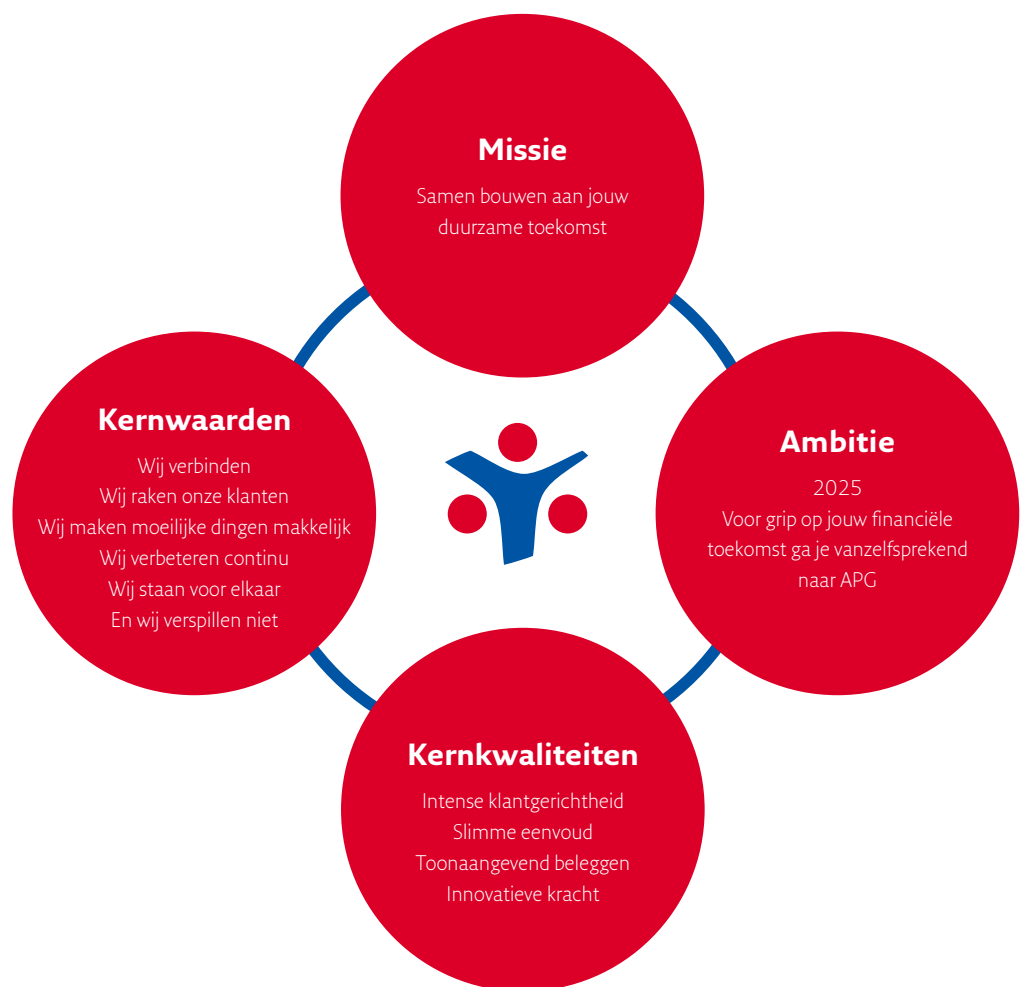 Missie
Samen bouwen aan jouw
duurzame toekomst
Kernwaarden
Wij verbinden
Wij raken onze klanten
Wij maken moeilijke dingen makkelijk
Wij verbeteren continu
Wij staan voor elkaar
En wij verspillen niet
Ambitie
2025
Voor grip op jouw financiële
toekomst ga je vanzelfsprekend
naar APG
Kernkwaliteiten
Intense klantgerichtheid
Slimme eenvoud
Toonaangevend beleggen
Innovatieve kracht